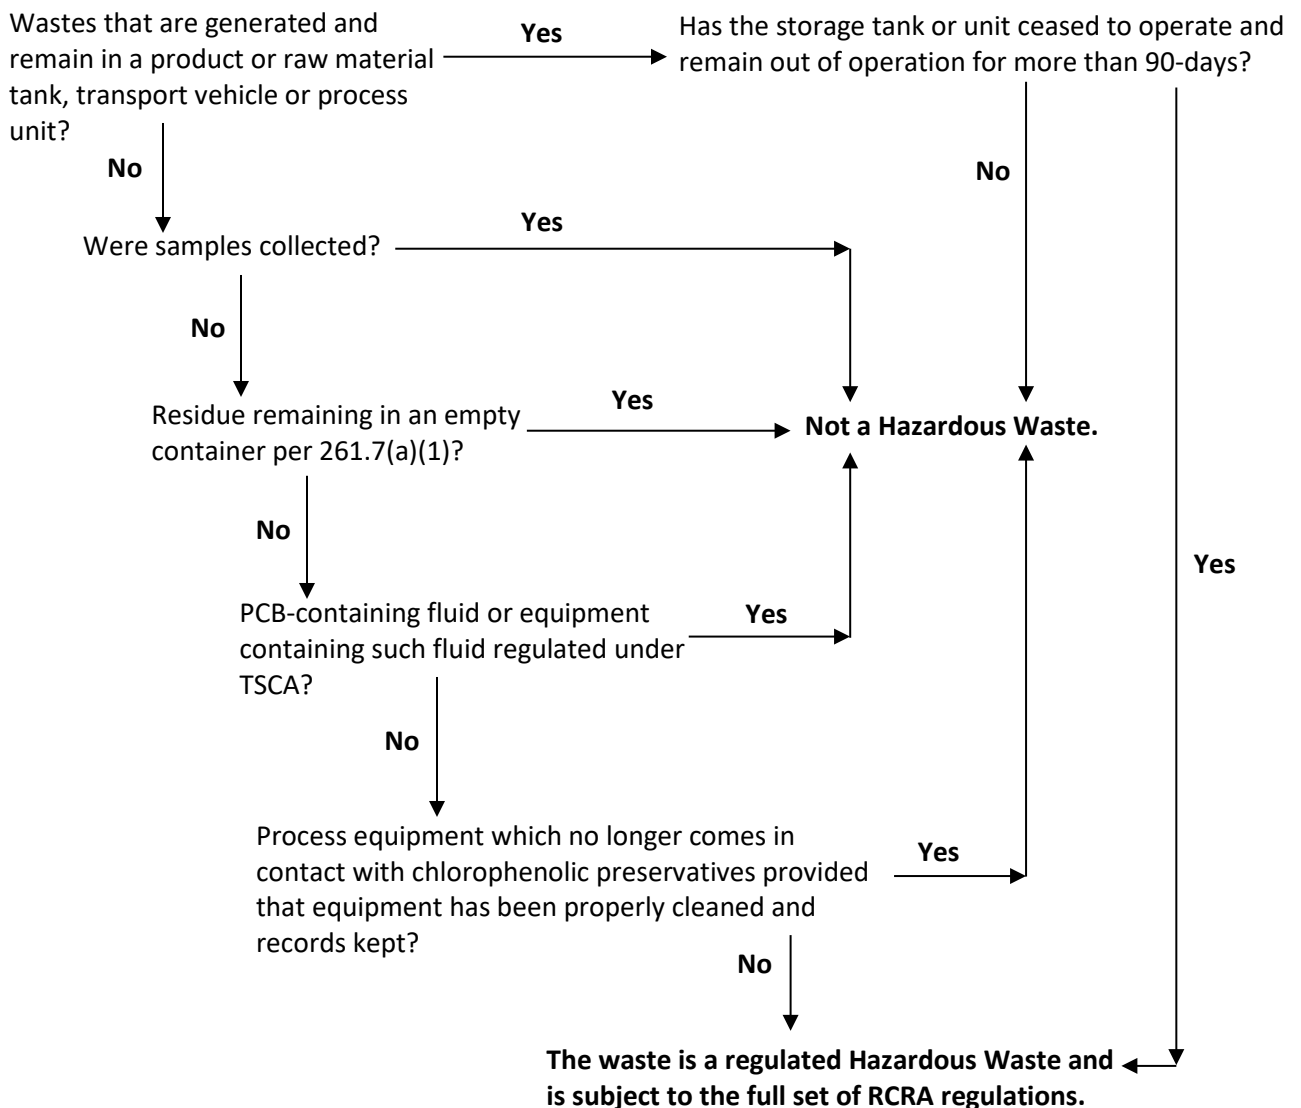 Wastes that are generated and
remain in a product or raw material
tank, transport vehicle or process
unit?
Yes
Has the storage tank or unit ceased to operate and
remain out of operation for more than 90-days?
No
No
Were samples collected?
Yes
No
Residue remaining in an empty
container per 261.7(a)(1)?
Yes
Not a Hazardous Waste.
No
PCB-containing fluid or equipment
containing such fluid regulated under
TSCA?
Yes
Yes
No
Process equipment which no longer comes in
contact with chlorophenolic preservatives provided
that equipment has been properly cleaned and
records kept?
Yes
No
The waste is a regulated Hazardous Waste and
is subject to the full set of RCRA regulations.